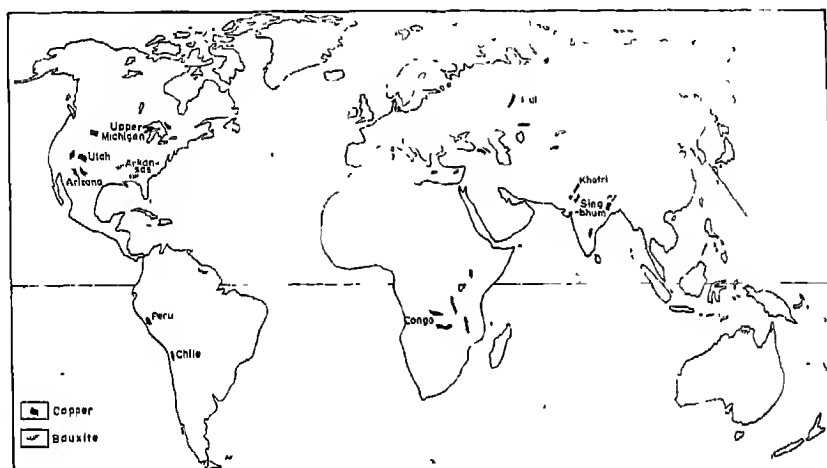 Upper
Michigan
Utah
Arkan-
sas
Arizona
Khetri
Sing
-bhum
Peru
Congo
Chile
Copper
Bauxite